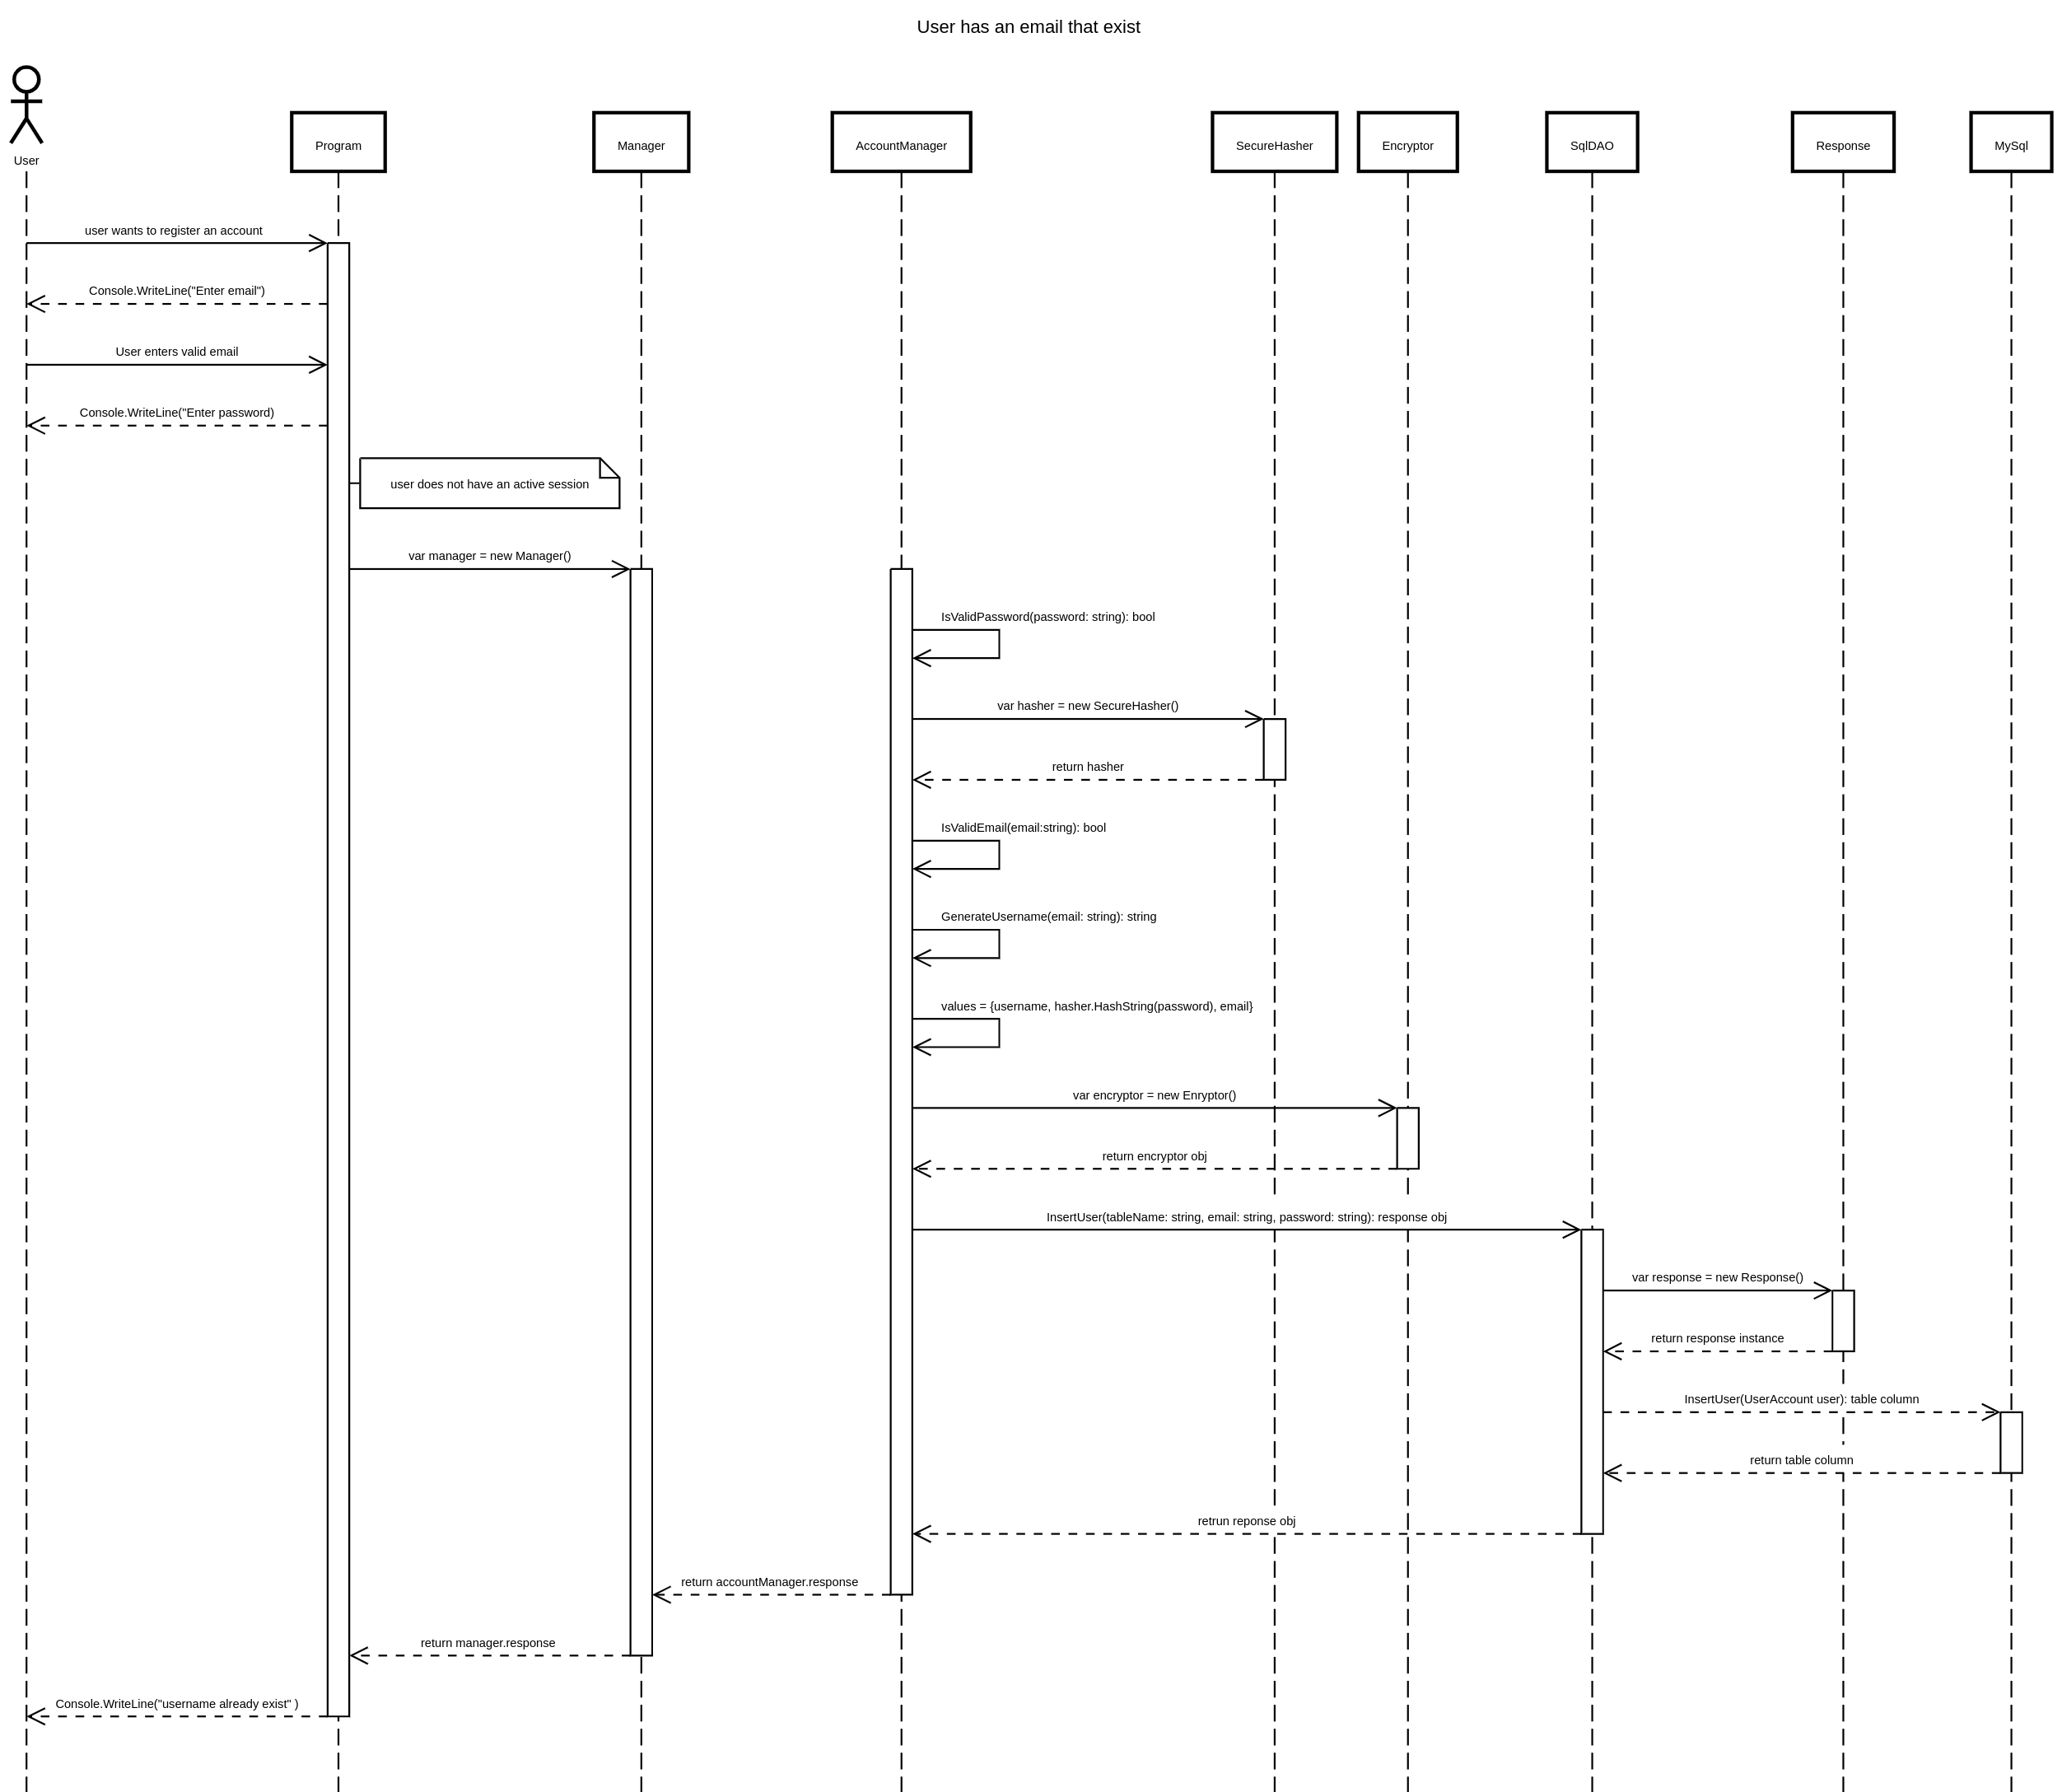 User has an email that exist
User
Program
Manager
AccountManager
SecureHasher
Encryptor
SqlDAO
Response
MySql
user wants to register an account
Console.WriteLine("Enter email")
User enters valid email
Console.WriteLine("Enter password)
user does not have an active session
var manager = new Manager()
IsValidPassword(password: string): bool
var hasher = new SecureHasher()
return hasher
IsValidEmail(email:string): bool
GenerateUsername(email: string): string
values = {username, hasher.HashString(password), email}
var encryptor = new Enryptor()
return encryptor obj
InsertUser(tableName: string, email: string, password: string): response obj
var response = new Response()
return response instance
InsertUser(UserAccount user): table column
return table column
retrun reponse obj
return accountManager.response
return manager.response
Console.WriteLine("username already exist" )